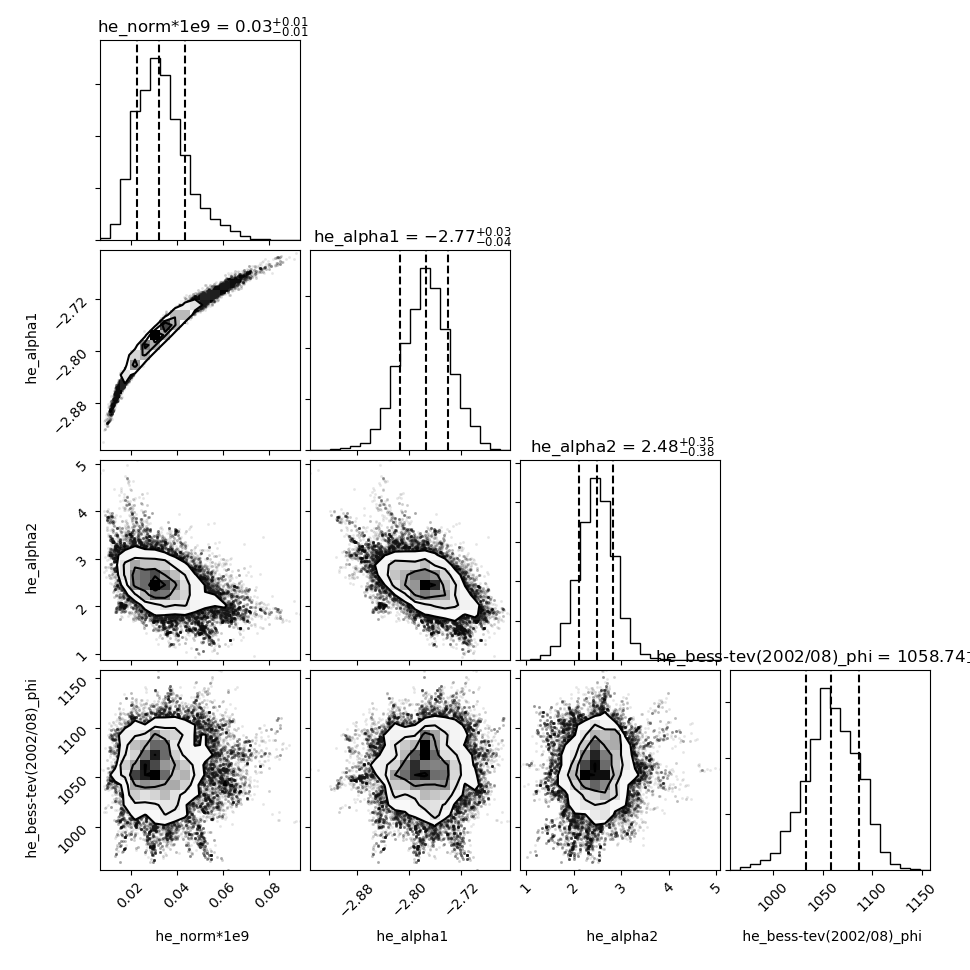 he_norm*1e9 = 0.03+0.01 −0.01
he_alpha1 = −2.77+0.03 −0.04
he_alpha1
−2.72
−2.80
−2.88
he_alpha2 = 2.48+0.35 −0.38
he_alpha2
5
4
3
2
1
he_bess-tev(2002/08)_phi = 1058.74
he_bess-tev(2002/08)_phi
1150
1100
1050
1000
0.02 0.04 0.06 0.08
−2.88 −2.80 −2.72
1 2 3 4 5
1000 1050 1100 1150
he_norm*1e9
he_alpha1
he_alpha2
he_bess-tev(2002/08)_phi